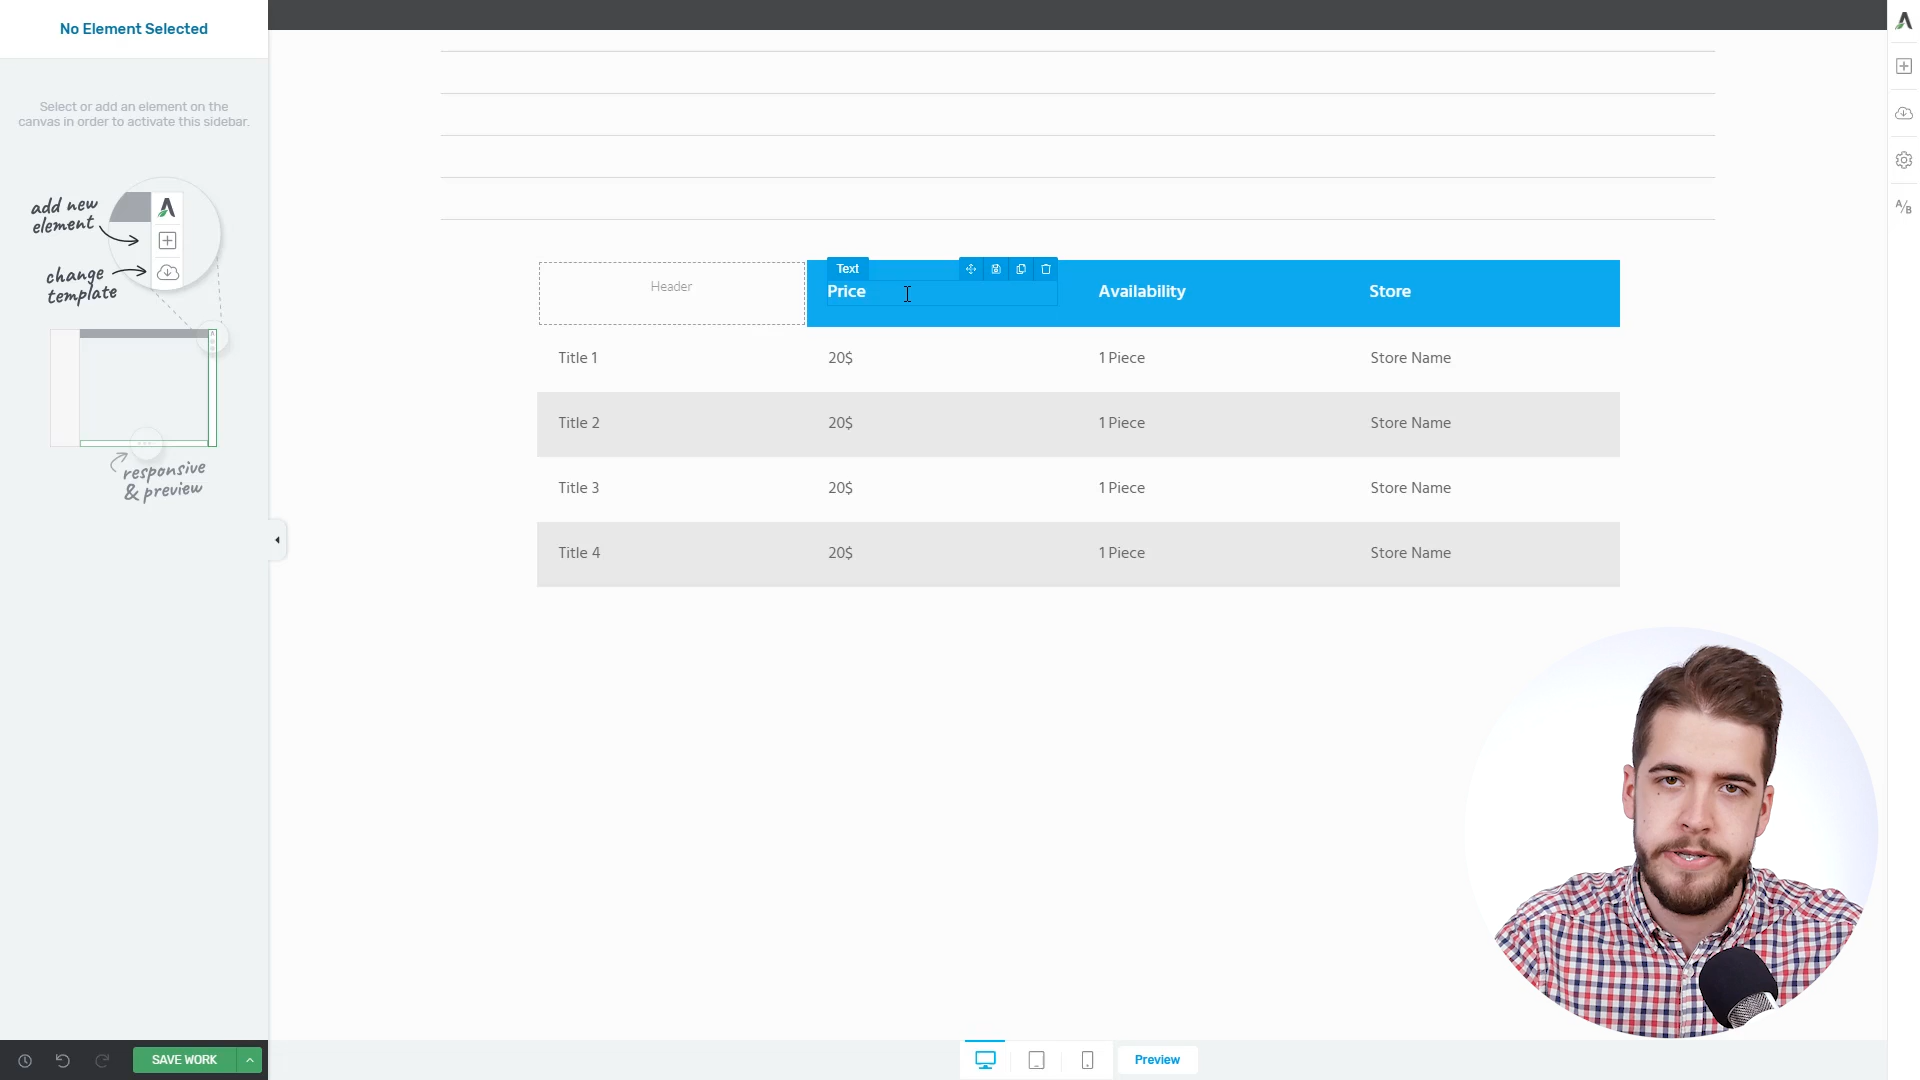 No Element Selected
Select or add an element on the
canvas in order to activate this sidebar.
add new
element
change
template
responsive
& preview
SAVE WORK
Header
Text
Price
Availability
Store
Title 1
20$
1 Piece
Store Name
Title 2
20$
1 Piece
Store Name
Title 3
20$
1 Piece
Store Name
Title 4
20$
1 Piece
Store Name
Preview
A/B